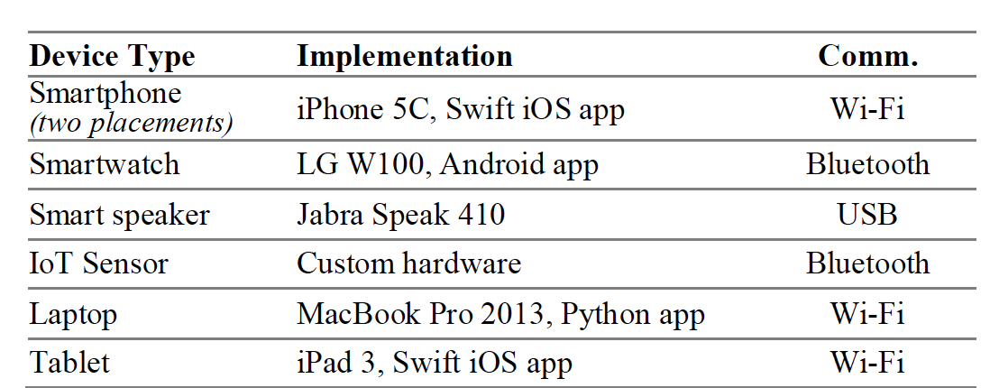 Device Type Implementation Comm.
Smartphone
(two placements) iPhone 5C, Swift iOS app Wi-Fi
Smartwatch LG W100, Android app Bluetooth
Smart speaker Jabra Speak 410 USB
IoT Sensor Custom hardware Bluetooth
Laptop MacBook Pro 2013, Python app Wi-Fi
Tablet iPad 3, Swift iOS app Wi-Fi